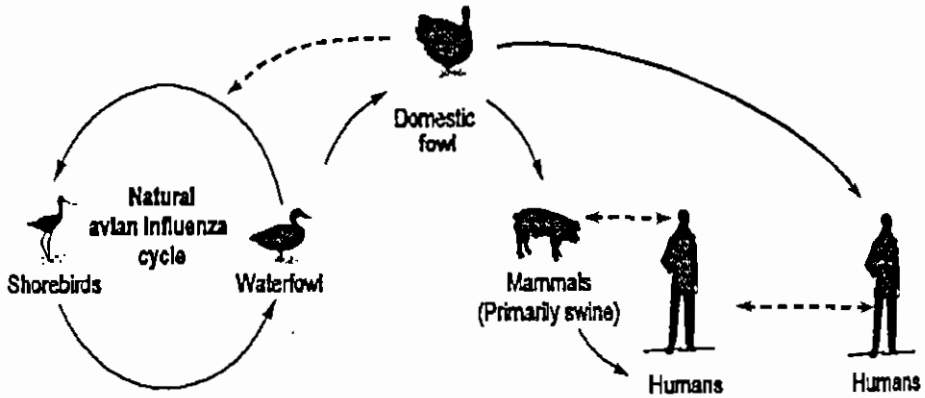 Domestic
fowl
Natural
avian influenza
cycle
Shorebirds
Waterfowl
Mammals
(Primarily swine)
Humans
Humans